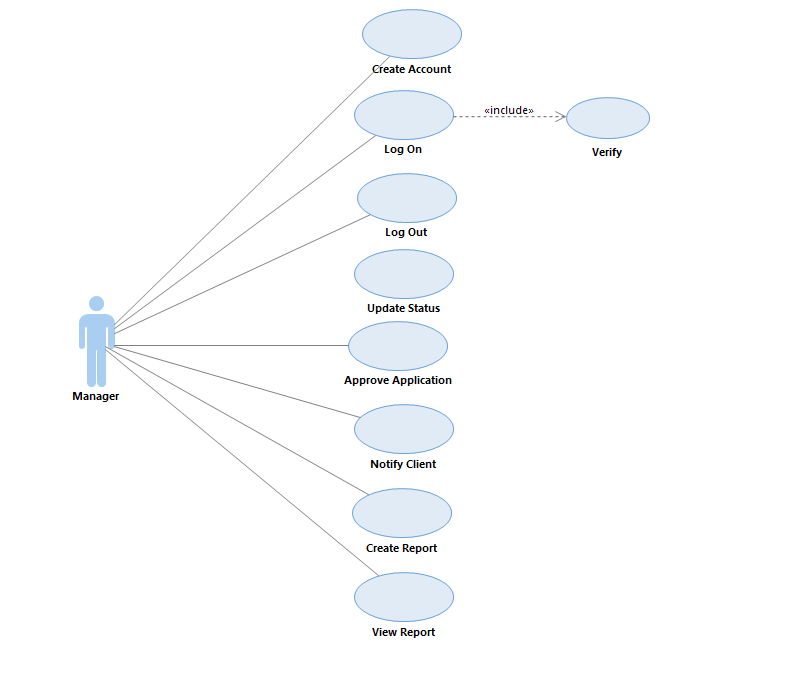 Create Account
«include»
Log On
Verify
Log Out
Update Status
Approve Application
Manager
Notify Client
Create Report
View Report